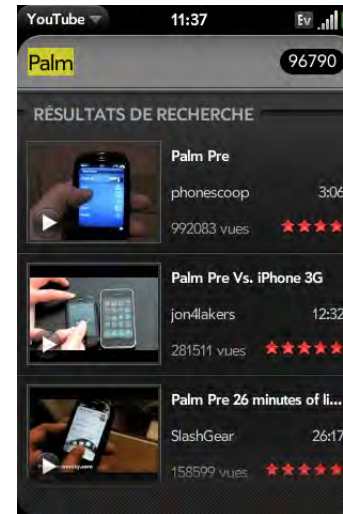 YouTube 11:37 Ev
Palm 96790
RÉSULTATS DE RECHERCHE
Palm Pre
phonescoop 3:06
992083 vues
Palm Pre Vs. iPhone 3G
jon4lakers 12:32
281511 vues
Palm Pre 26 minutes of li...
SlashGear 26:17
158599 vues